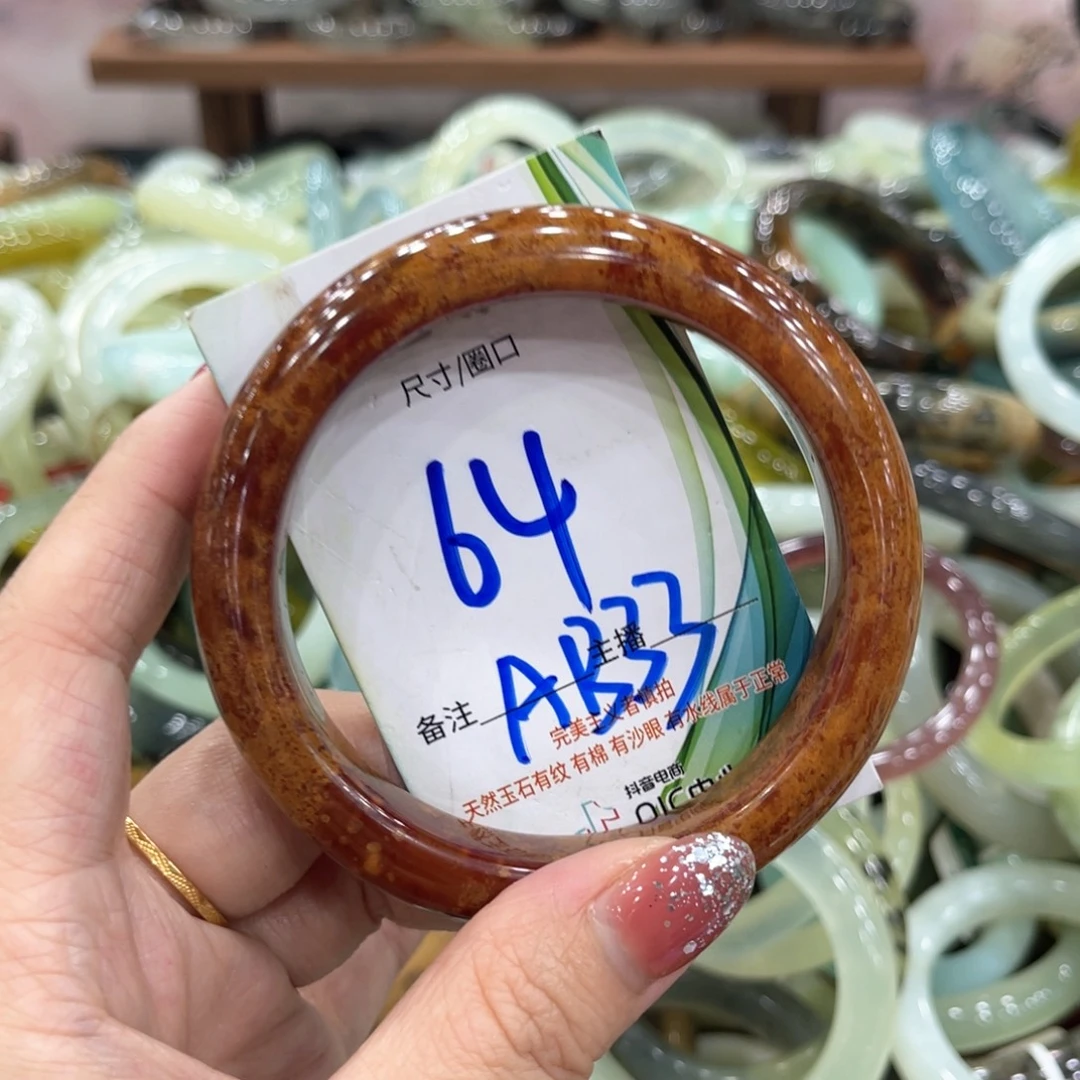 尺寸/圈口
64
主播
备注 AB33
完美主义者慎拍
天然玉石有纹 有棉 有沙眼 有水线属于正常
抖音电商
QIC